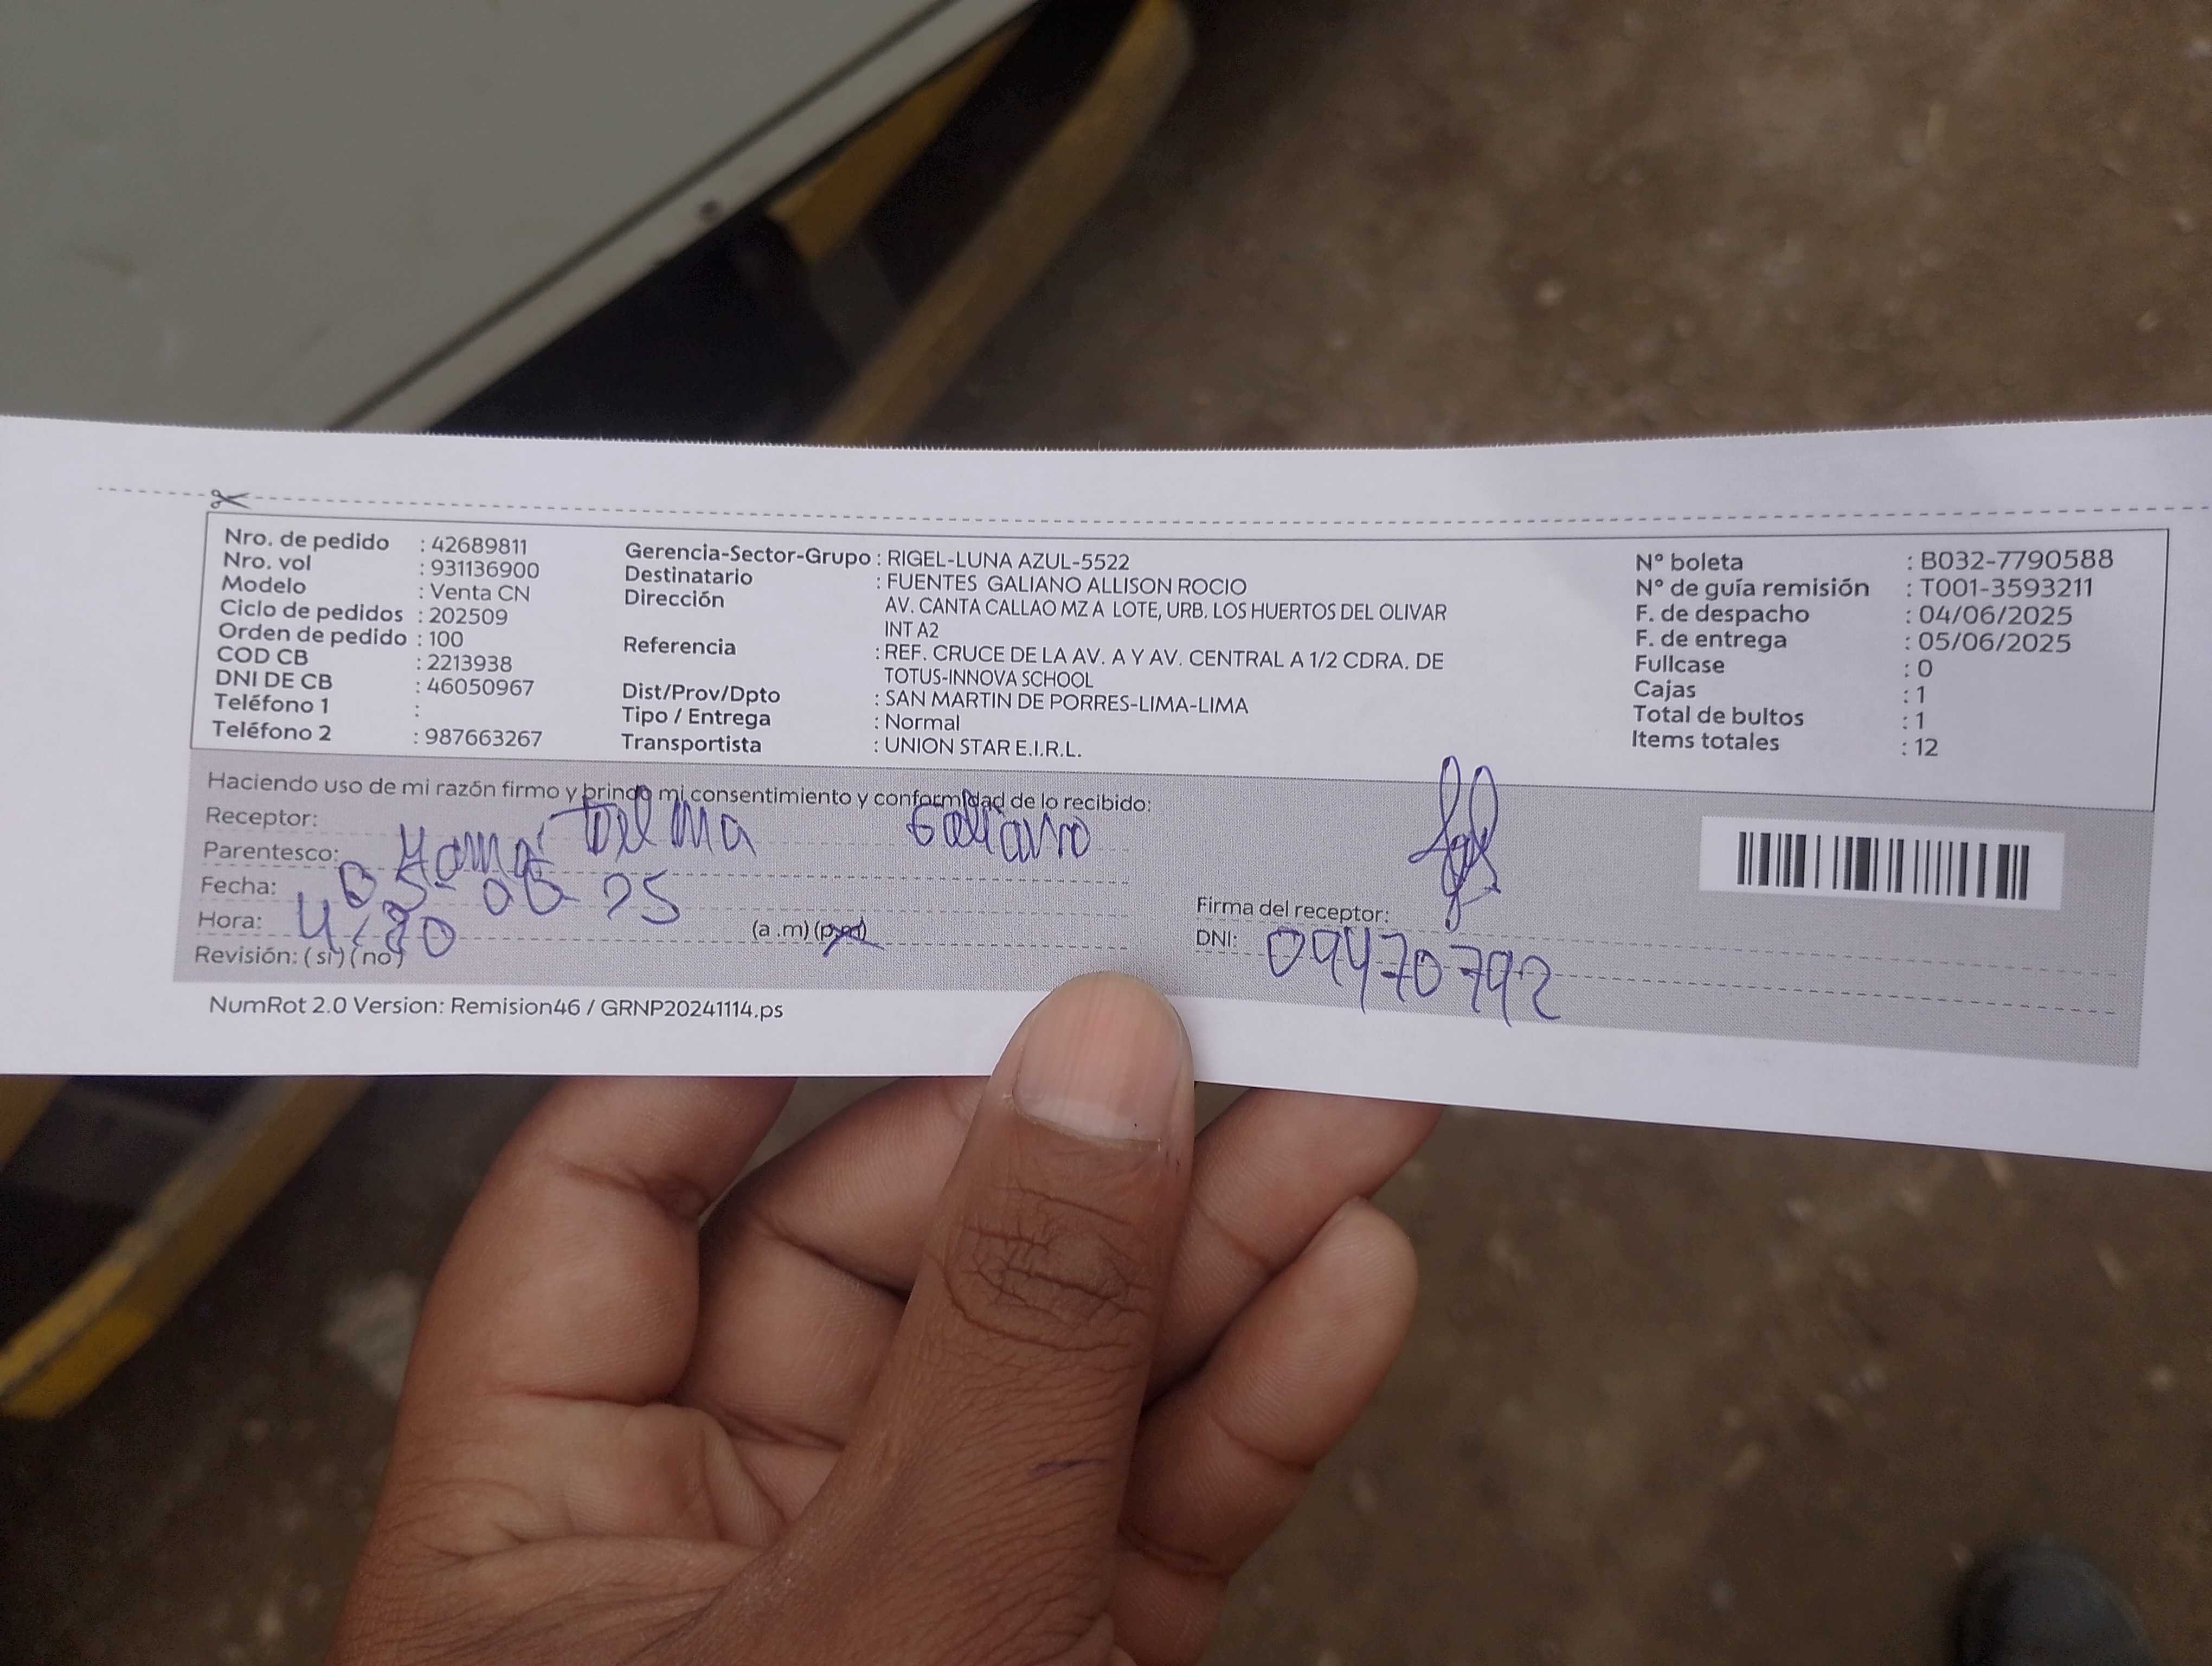 Nro. de pedido : 42689811
Nro. vol : 931136900
Modelo : Venta CN
Ciclo de pedidos : 202509
Orden de pedido : 100
COD CB : 2213938
DNI DE CB : 46050967
Teléfono 1 :
Teléfono 2 : 987663267
Gerencia-Sector-Grupo : RIGEL-LUNA AZUL-5522
Destinatario : FUENTES GALIANO ALLISON ROCIO
Dirección AV. CANTA CALLAO MZ A LOTE, URB. LOS HUERTOS DEL OLIVAR
INT A2
Referencia : REF. CRUCE DE LA AV. A Y AV. CENTRAL A 1/2 CDRA. DE
TOTUS-INNOVA SCHOOL
Dist/Prov/Dpto : SAN MARTIN DE PORRES-LIMA-LIMA
Tipo / Entrega : Normal
Transportista : UNION STAR E.I.R.L.
N° boleta : B032-7790588
N° de guía remisión : T001-3593211
F. de despacho : 04/06/2025
F. de entrega : 05/06/2025
Fullcase : 0
Cajas : 1
Total de bultos : 1
Items totales : 12
Haciendo uso de mi razón firmo y brindo mi consentimiento y conformidad de lo recibido:
Receptor: Telma Galiano
Parentesco: Mama
Fecha: 05-06 25
Hora: 4:30 (a .m) (p.m)
Revisión: ( si ) ( no )
Firma del receptor:
DNI: 09470792
NumRot 2.0 Version: Remision46 / GRNP20241114.ps